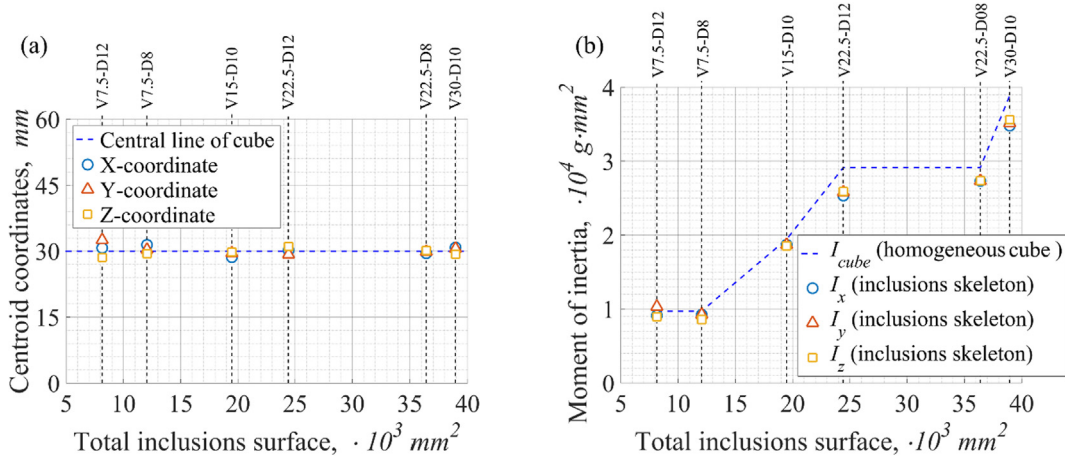 (a)
V7.5-D12
V7.5-D8
V15-D10
V22.5-D12
V22.5-D8
V30-D10
Centroid coordinates, mm
60
45
30
15
0
Central line of cube
X-coordinate
Y-coordinate
Z-coordinate
5 10 15 20 25 30 35 40
Total inclusions surface, ·10³ mm²
(b)
V7.5-D12
V7.5-D8
V15-D10
V22.5-D12
V22.5-D08
V30-D10
Moment of inertia, ·10⁴ g·mm²
4
3
2
1
0
I_cube (homogeneous cube )
I_x (inclusions skeleton)
I_y (inclusions skeleton)
I_z (inclusions skeleton)
5 10 15 20 25 30 35 40
Total inclusions surface, ·10³ mm²